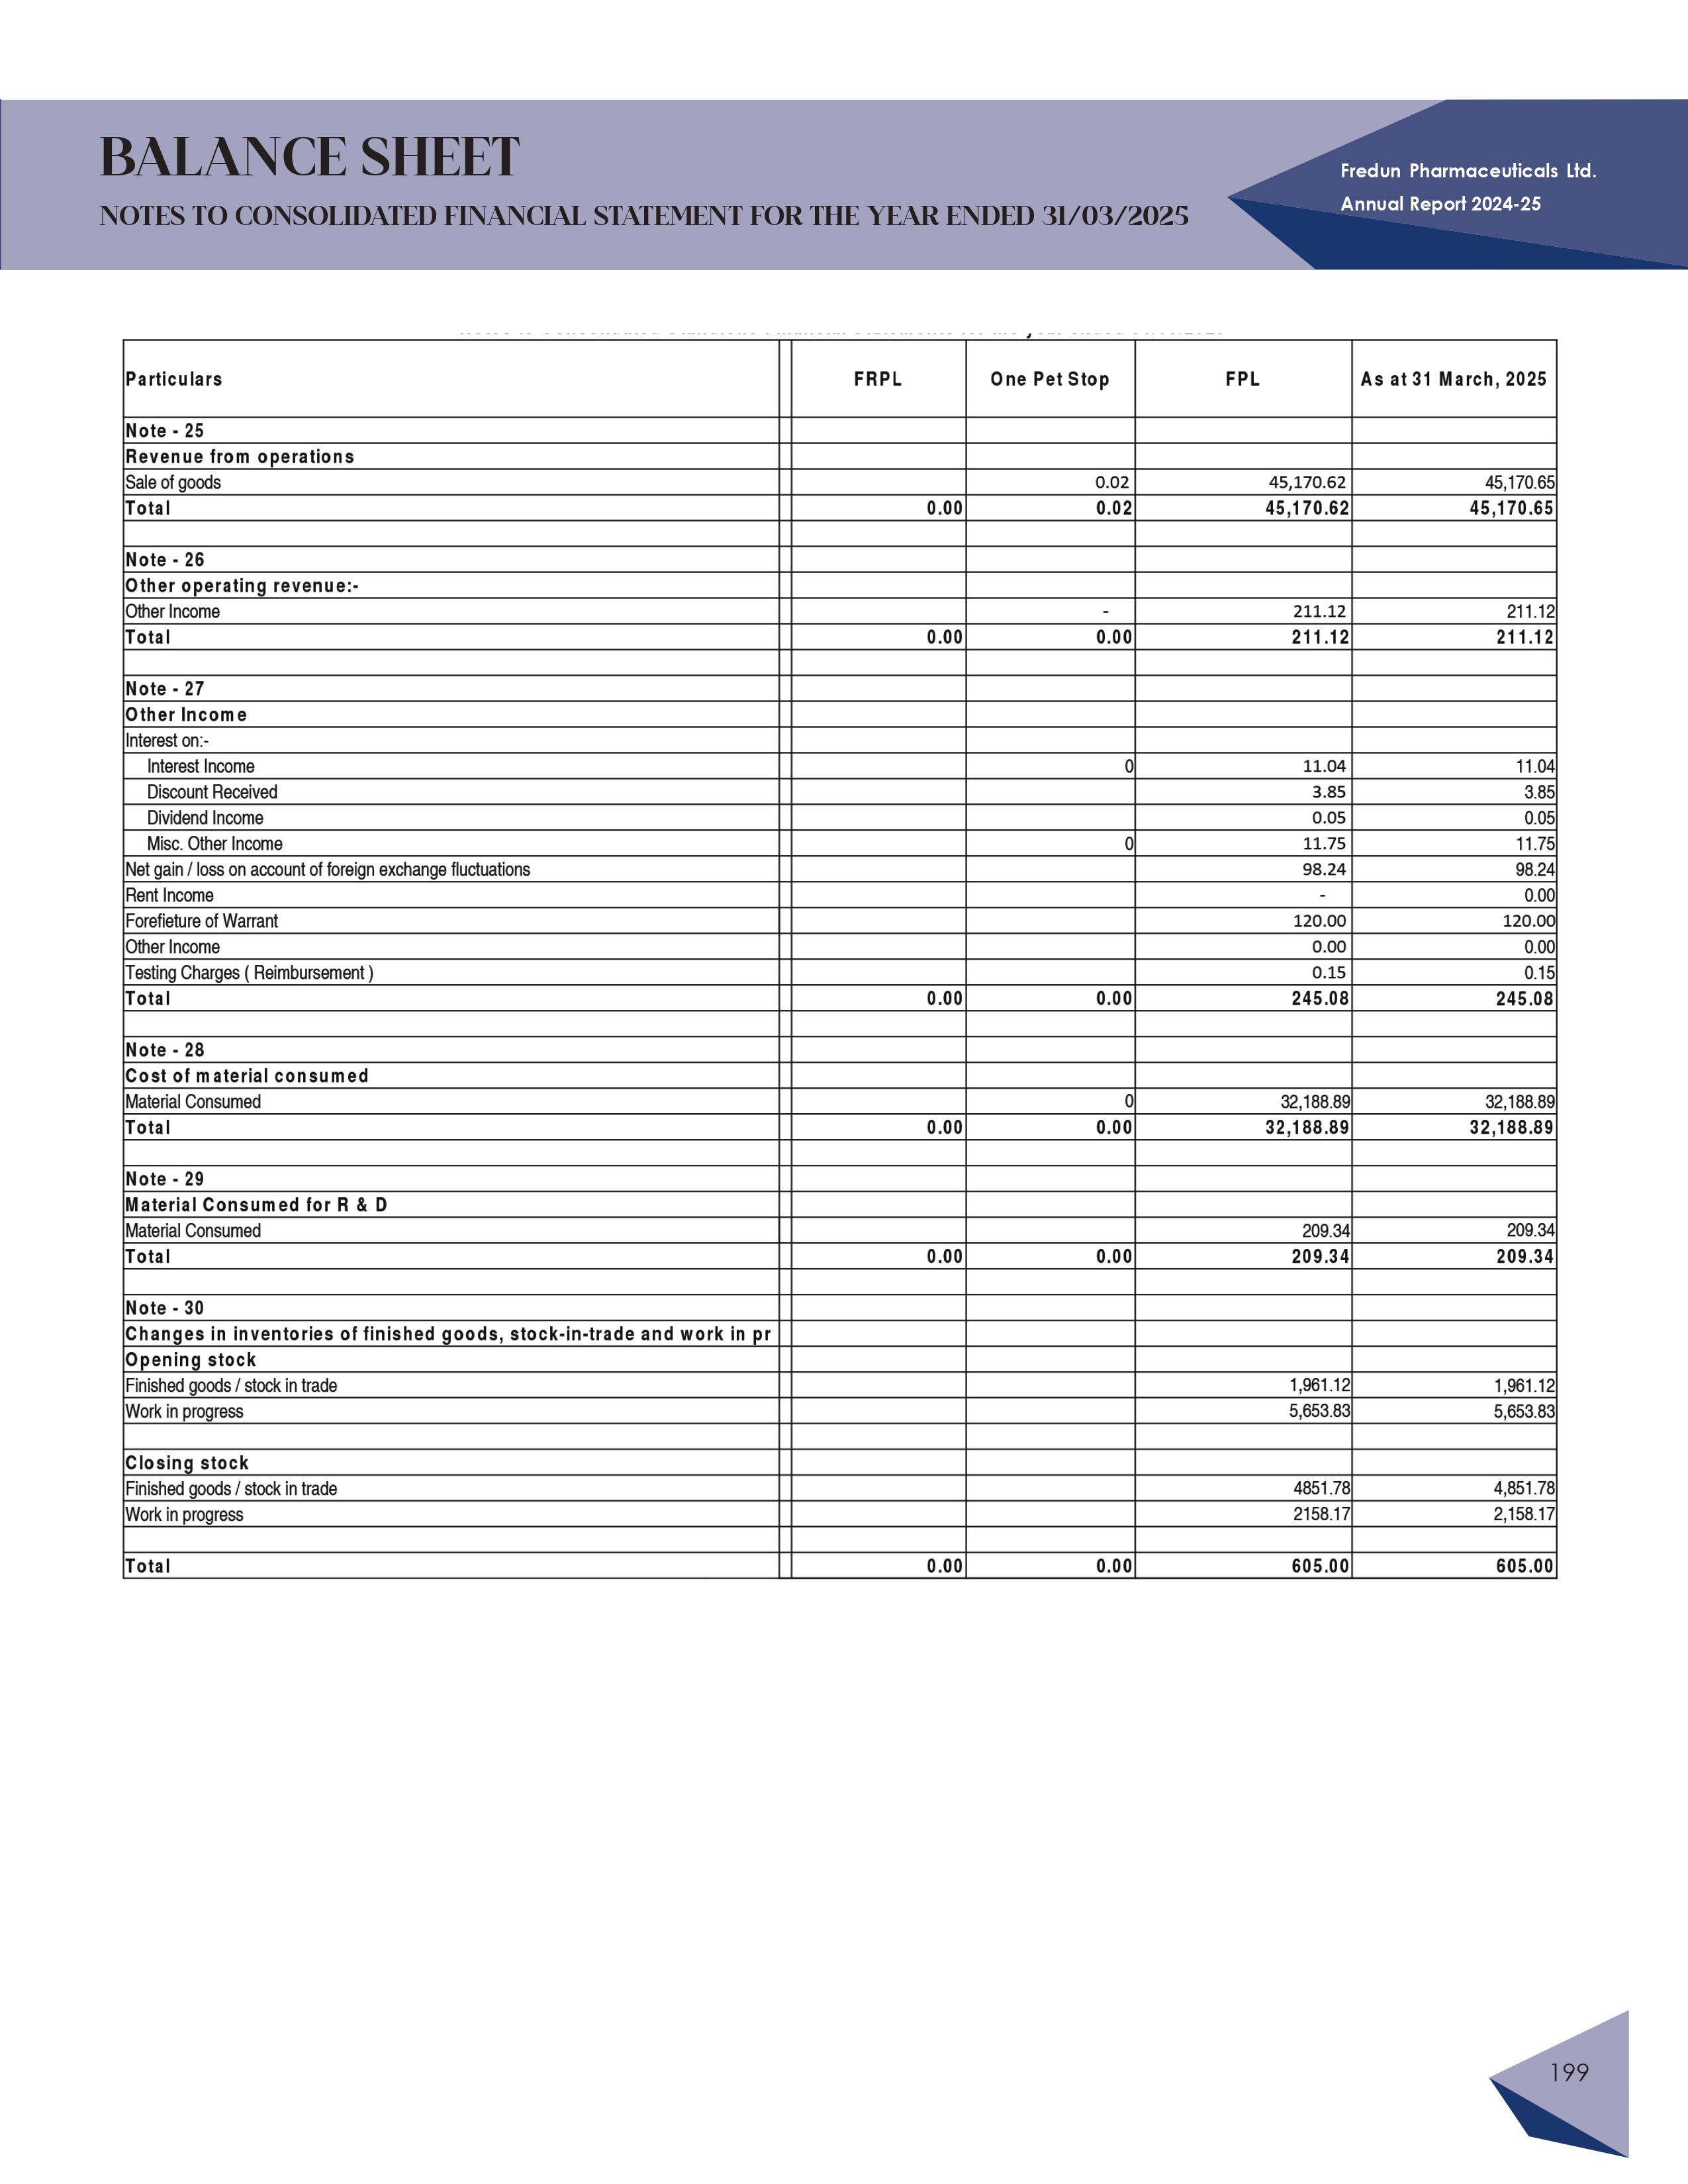 BALANCE SHEET
NOTES TO CONSOLIDATED FINANCIAL STATEMENT FOR THE YEAR ENDED 31/03/2025
Fredun Pharmaceuticals Ltd.
Annual Report 2024-25
Particulars FRPL One Pet Stop FPL As at 31 March, 2025
Note - 25
Revenue from operations
Sale of goods 0.02 45,170.62 45,170.65
Total 0.00 0.02 45,170.62 45,170.65
Note - 26
Other operating revenue:-
Other Income - 211.12 211.12
Total 0.00 0.00 211.12 211.12
Note - 27
Other Income
Interest on:-
Interest Income 0 11.04 11.04
Discount Received 3.85 3.85
Dividend Income 0.05 0.05
Misc. Other Income 0 11.75 11.75
Net gain / loss on account of foreign exchange fluctuations 98.24 98.24
Rent Income - 0.00
Forefieture of Warrant 120.00 120.00
Other Income 0.00 0.00
Testing Charges ( Reimbursement ) 0.15 0.15
Total 0.00 0.00 245.08 245.08
Note - 28
Cost of material consumed
Material Consumed 0 32,188.89 32,188.89
Total 0.00 0.00 32,188.89 32,188.89
Note - 29
Material Consumed for R & D
Material Consumed 209.34 209.34
Total 0.00 0.00 209.34 209.34
Note - 30
Changes in inventories of finished goods, stock-in-trade and work in pr
Opening stock
Finished goods / stock in trade 1,961.12 1,961.12
Work in progress 5,653.83 5,653.83
Closing stock
Finished goods / stock in trade 4851.78 4,851.78
Work in progress 2158.17 2,158.17
Total 0.00 0.00 605.00 605.00
199